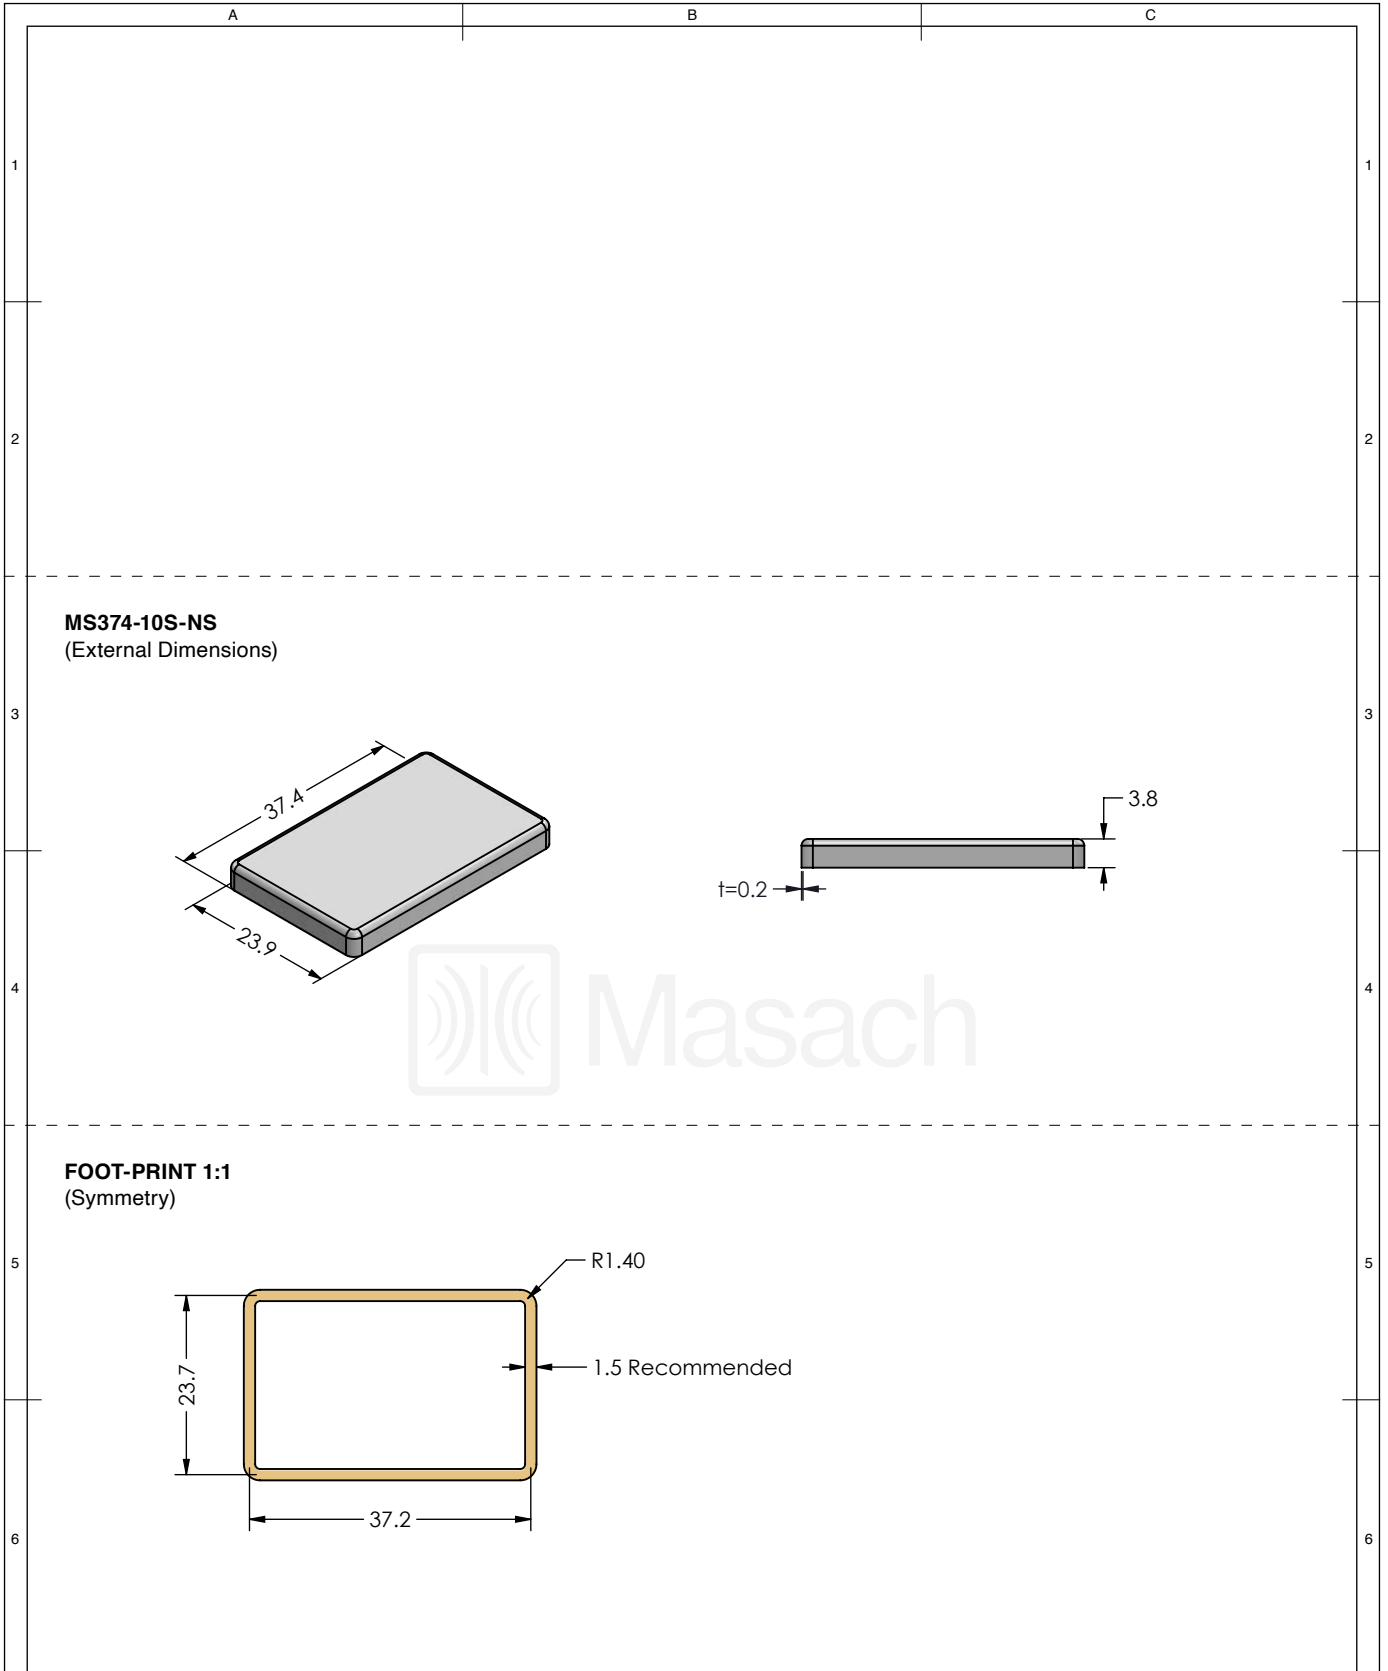 A B C
1 1
2 2
MS374-10S-NS
(External Dimensions)
3 3
37.4
3.8
t=0.2
23.9
Masach
4 4
FOOT-PRINT 1:1
(Symmetry)
R1.40
5 5
1.5 Recommended
23.7
37.2
6 6